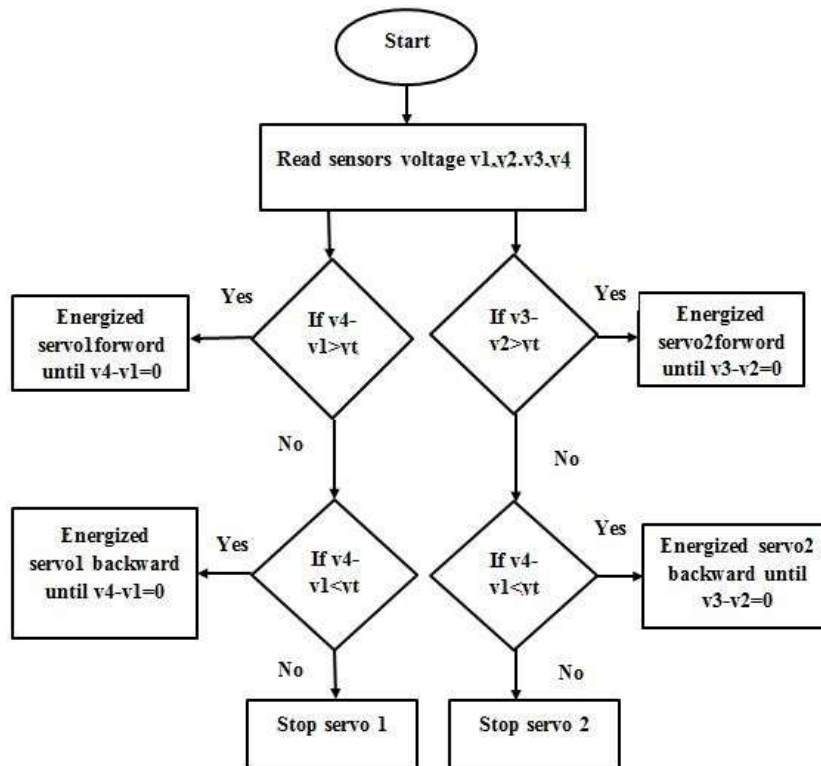 Start
Read sensors voltage v1,v2.v3.v4
Yes
If v4-
v1>vt
If v3-
v2>vt
Yes
Energized
servo1forword
until v4-v1=0
Energized
servo2forword
until v3-v2=0
No
No
Energized
servo1 backward
until v4-v1=0
Yes
If v4-
v1<vt
If v4-
v1<vt
Yes
Energized servo2
backward until
v3-v2=0
No
No
Stop servo 1
Stop servo 2